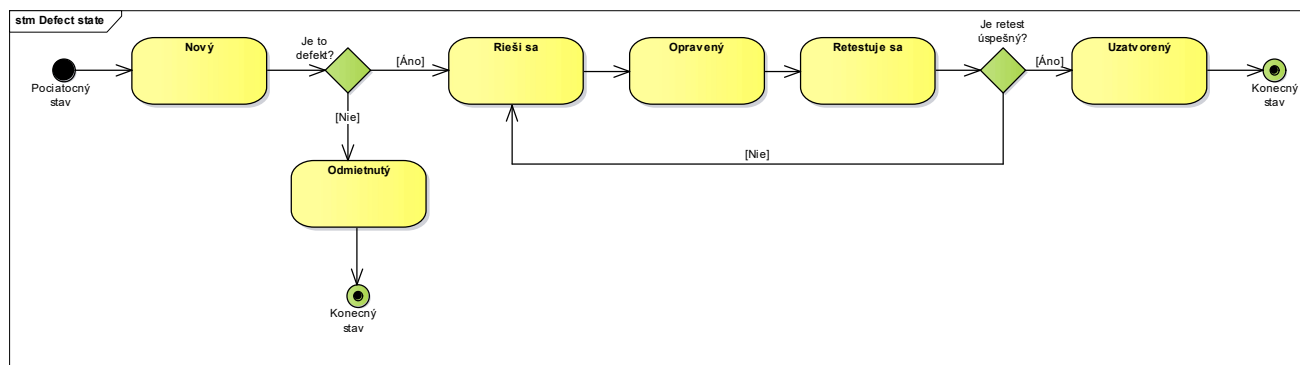 stm Defect state
Pociatocný
stav
Nový
Je to
defekt?
[Áno]
[Nie]
Odmietnutý
Konecný
stav
Rieši sa
Opravený
Retestuje sa
Je retest
úspešný?
[Áno]
[Nie]
Uzatvorený
Konecný
stav